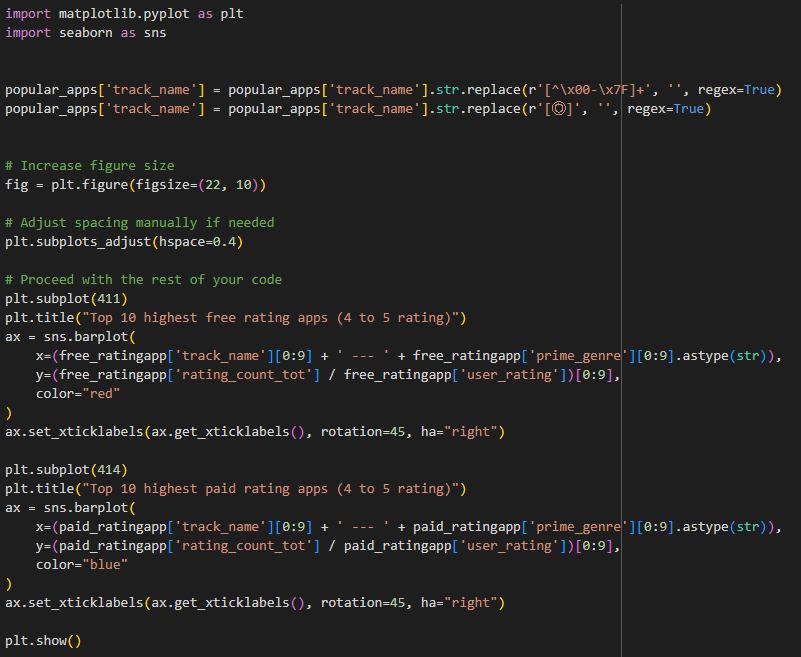 import matplotlib.pyplot as plt
import seaborn as sns
popular_apps['track_name'] = popular_apps['track_name'].str.replace(r'[^\x00-\x7F]+', '', regex=True)
popular_apps['track_name'] = popular_apps['track_name'].str.replace(r'[◎]', '', regex=True)
# Increase figure size
fig = plt.figure(figsize=(22, 10))
# Adjust spacing manually if needed
plt.subplots_adjust(hspace=0.4)
# Proceed with the rest of your code
plt.subplot(411)
plt.title("Top 10 highest free rating apps (4 to 5 rating)")
ax = sns.barplot(
    x=(free_ratingapp['track_name'][0:9] + ' --- ' + free_ratingapp['prime_genre'][0:9].astype(str)),
    y=(free_ratingapp['rating_count_tot'] / free_ratingapp['user_rating'])[0:9],
    color="red"
)
ax.set_xticklabels(ax.get_xticklabels(), rotation=45, ha="right")
plt.subplot(414)
plt.title("Top 10 highest paid rating apps (4 to 5 rating)")
ax = sns.barplot(
    x=(paid_ratingapp['track_name'][0:9] + ' --- ' + paid_ratingapp['prime_genre'][0:9].astype(str)),
    y=(paid_ratingapp['rating_count_tot'] / paid_ratingapp['user_rating'])[0:9],
    color="blue"
)
ax.set_xticklabels(ax.get_xticklabels(), rotation=45, ha="right")
plt.show()